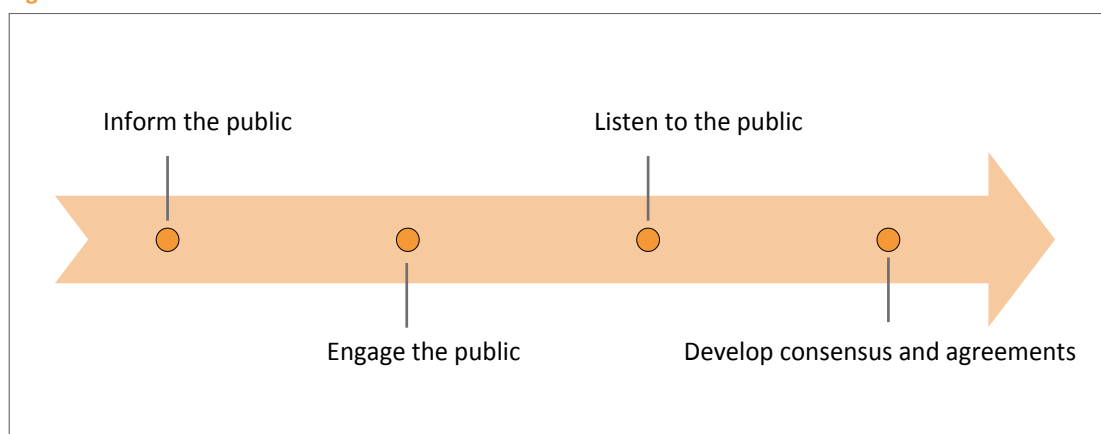 Inform the public
Listen to the public
Engage the public
Develop consensus and agreements